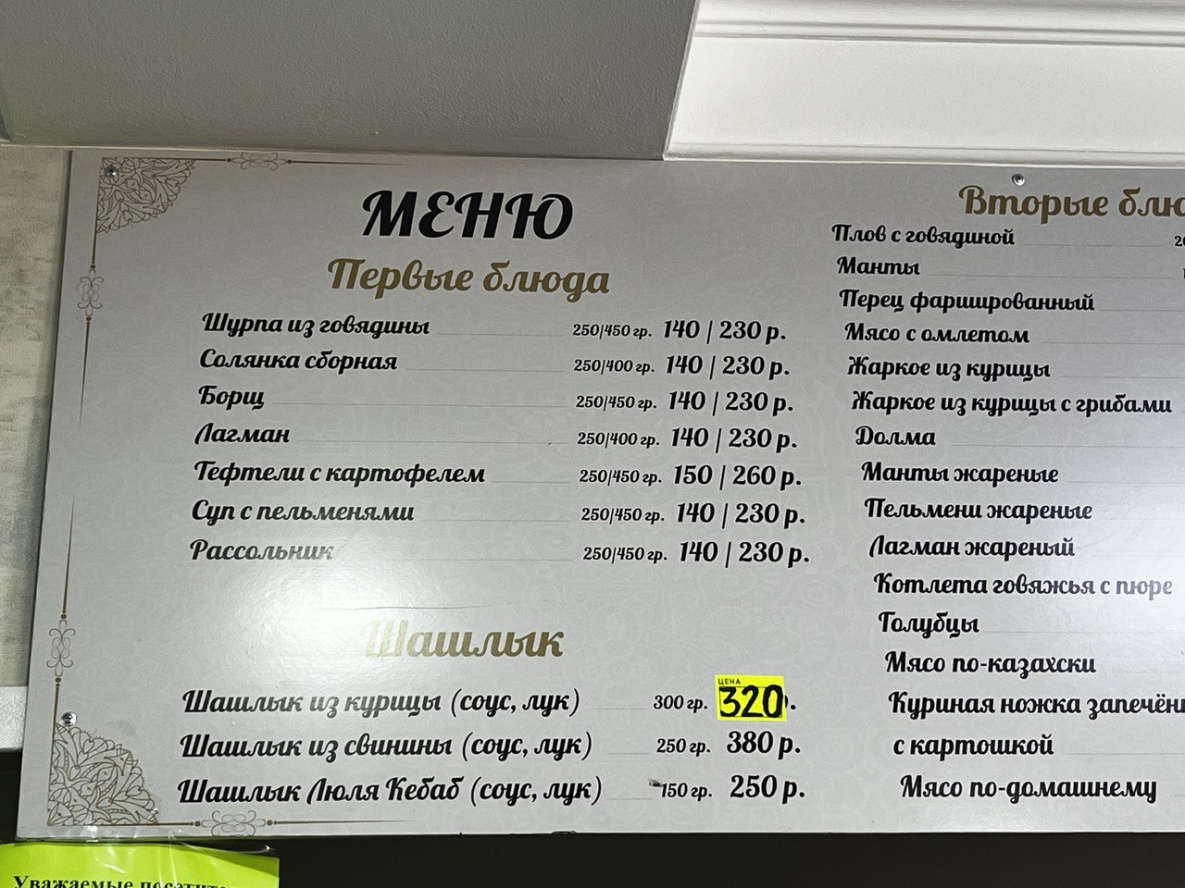 МЕНЮ
Первые блюда
Шурпа из говядины 250/450 гр. 140 | 230 р.
Солянка сборная 250/400 гр. 140 | 230 р.
Борщ 250/450 гр. 140 | 230 р.
Лагман 250/400 гр. 140 | 230 р.
Тефтели с картофелем 250/450 гр. 150 | 260 р.
Суп с пельменями 250/450 гр. 140 | 230 р.
Рассольник 250/450 гр. 140 | 230 р.
Шашлык
Шашлык из курицы (соус, лук) 300 гр. ЦЕНА 320 .
Шашлык из свинины (соус, лук) 250 гр. 380 р.
Шашлык Люля Кебаб (соус, лук) 150 гр. 250 р.
Вторые
Плов с говядиной
Манты
Перец фаршированный
Мясо с омлетом
Жаркое из курицы
Жаркое из курицы с грибами
Долма
Манты жареные
Пельмени жареные
Лагман жареный
Котлета говяжья с пюре
Голубцы
Мясо по-казахски
Куриная ножка
с картошкой
Мясо по-домашнему
Уважаемые